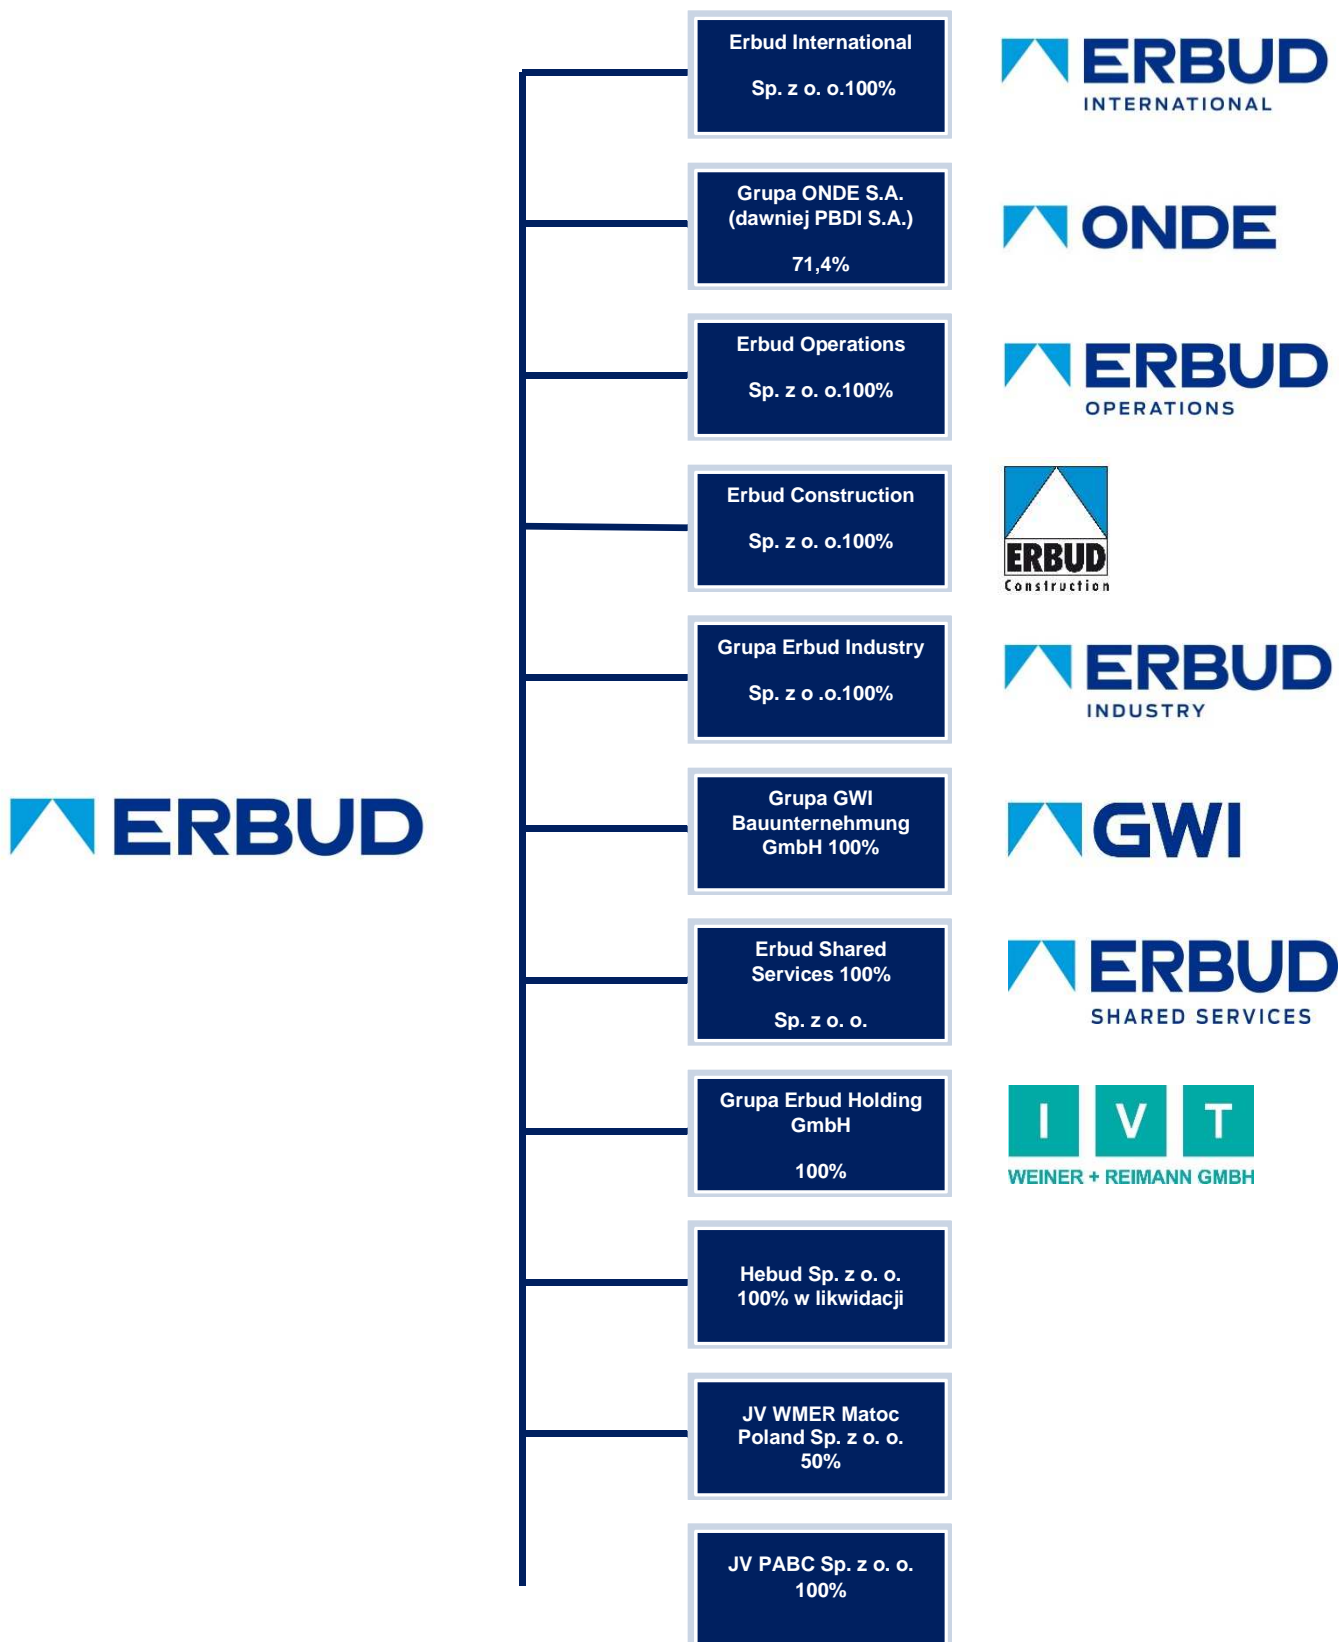 Erbud International
Sp. z o. o.100%
ERBUD
INTERNATIONAL
Grupa ONDE S.A.
(dawniej PBDI S.A.)
71,4%
ONDE
Erbud Operations
Sp. z o. o.100%
ERBUD
OPERATIONS
Erbud Construction
Sp. z o. o.100%
ERBUD
Construction
Grupa Erbud Industry
Sp. z o .o.100%
ERBUD
INDUSTRY
ERBUD
Grupa GWI
Bauunternehmung
GmbH 100%
GWI
Erbud Shared
Services 100%
Sp. z o. o.
ERBUD
SHARED SERVICES
Grupa Erbud Holding
GmbH
100%
I V T
WEINER + REIMANN GMBH
Hebud Sp. z o. o.
100% w likwidacji
JV WMER Matoc
Poland Sp. z o. o.
50%
JV PABC Sp. z o. o.
100%